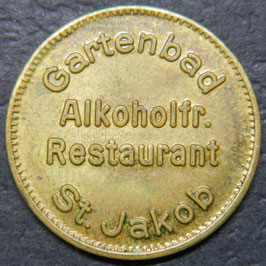 Gartenbad
Alkoholfr.
Restaurant
St. Jakob